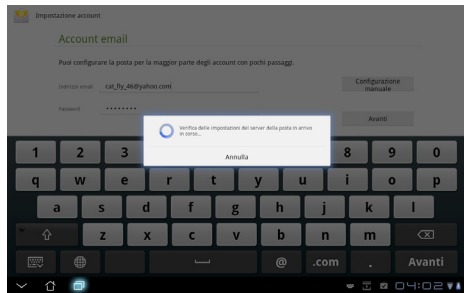 Impostazione account
Account email
Puoi configurare la posta per la maggior parte degli account con pochi passaggi.
Indirizzo email cat_fly_46@yahoo.com Configurazione manuale
Password •••••••• Avanti
Verifica delle impostazioni del server della posta in arrivo
in corso...
Annulla
1 2 3 8 9 0
q w e r t y u i o p
a s d f g h j k l
z x c v b n m
@ .com . Avanti
04:02